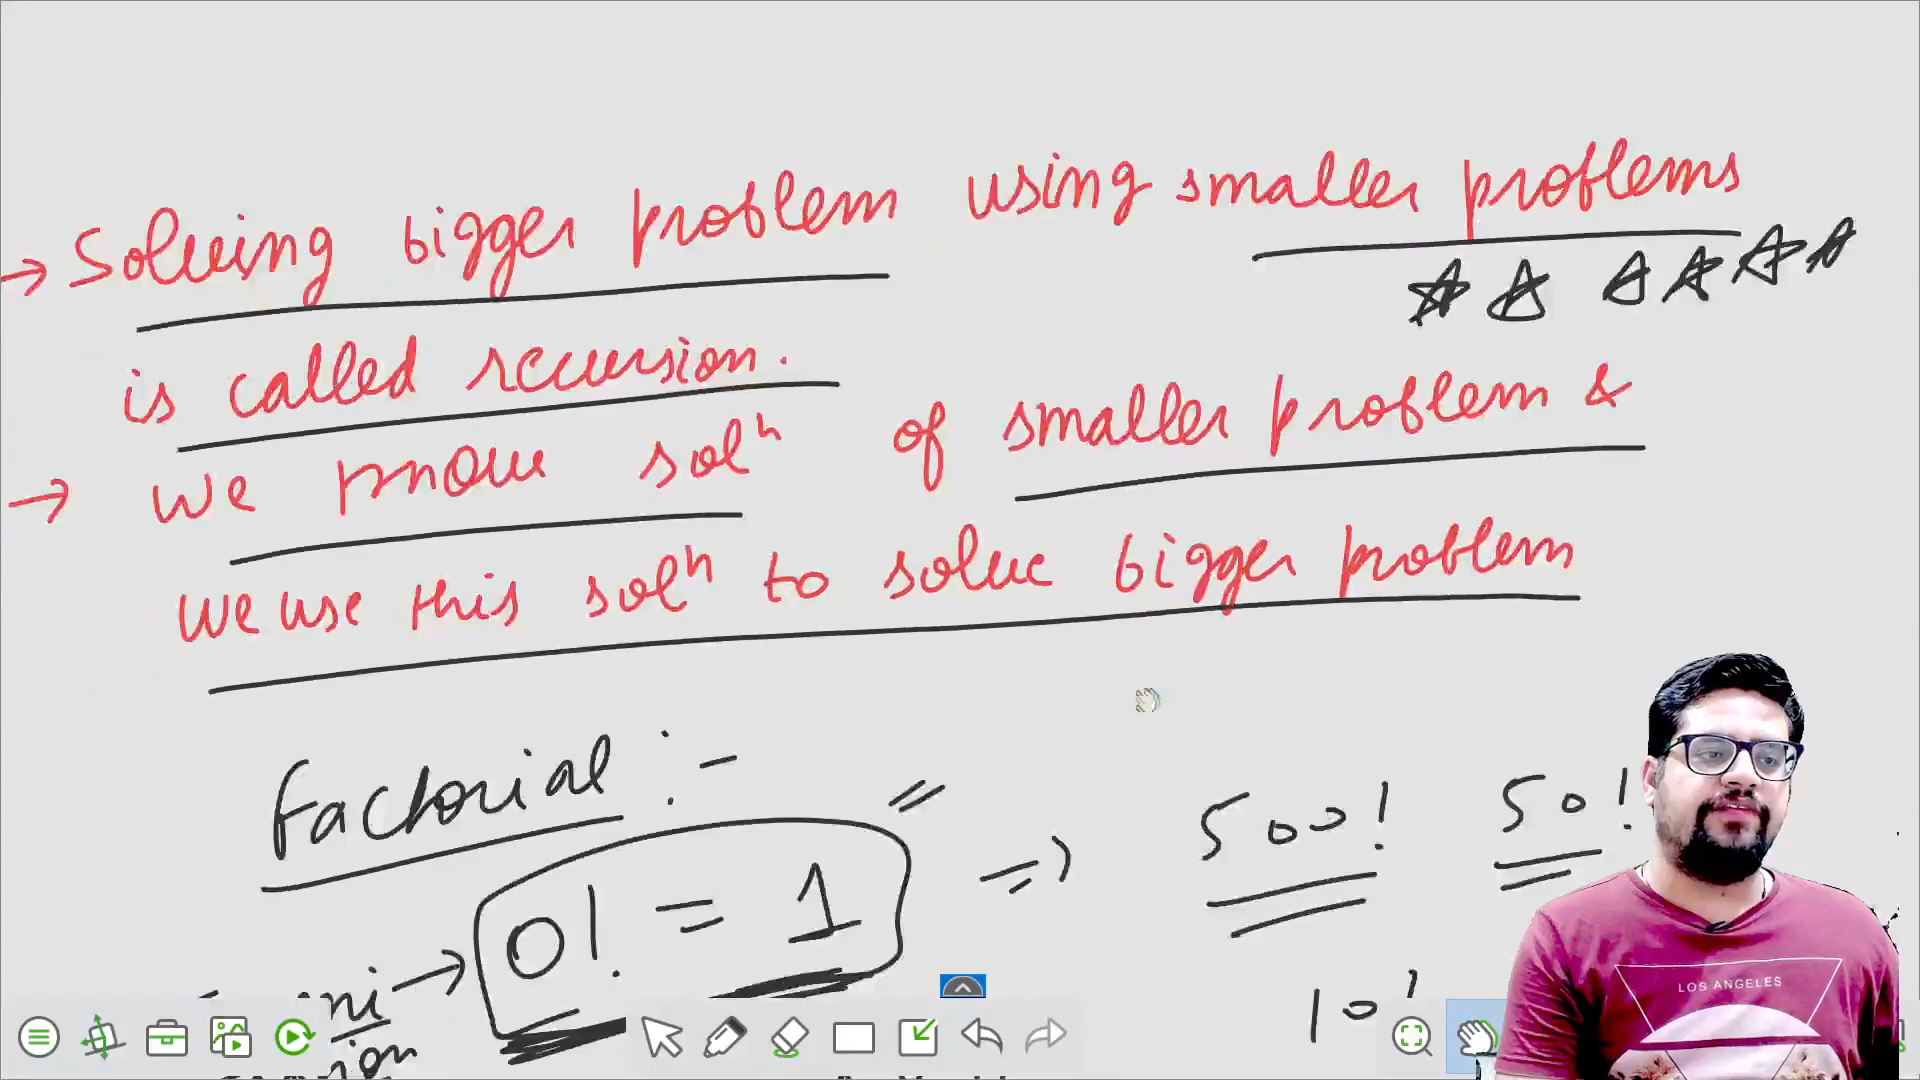 → Solving bigger problem using smaller problems
is called recursion.
→ We know solⁿ of smaller problem &
we use this solⁿ to solve bigger problem
factorial :-
0! = 1 => 500! 50!
10!
LOS ANGELES